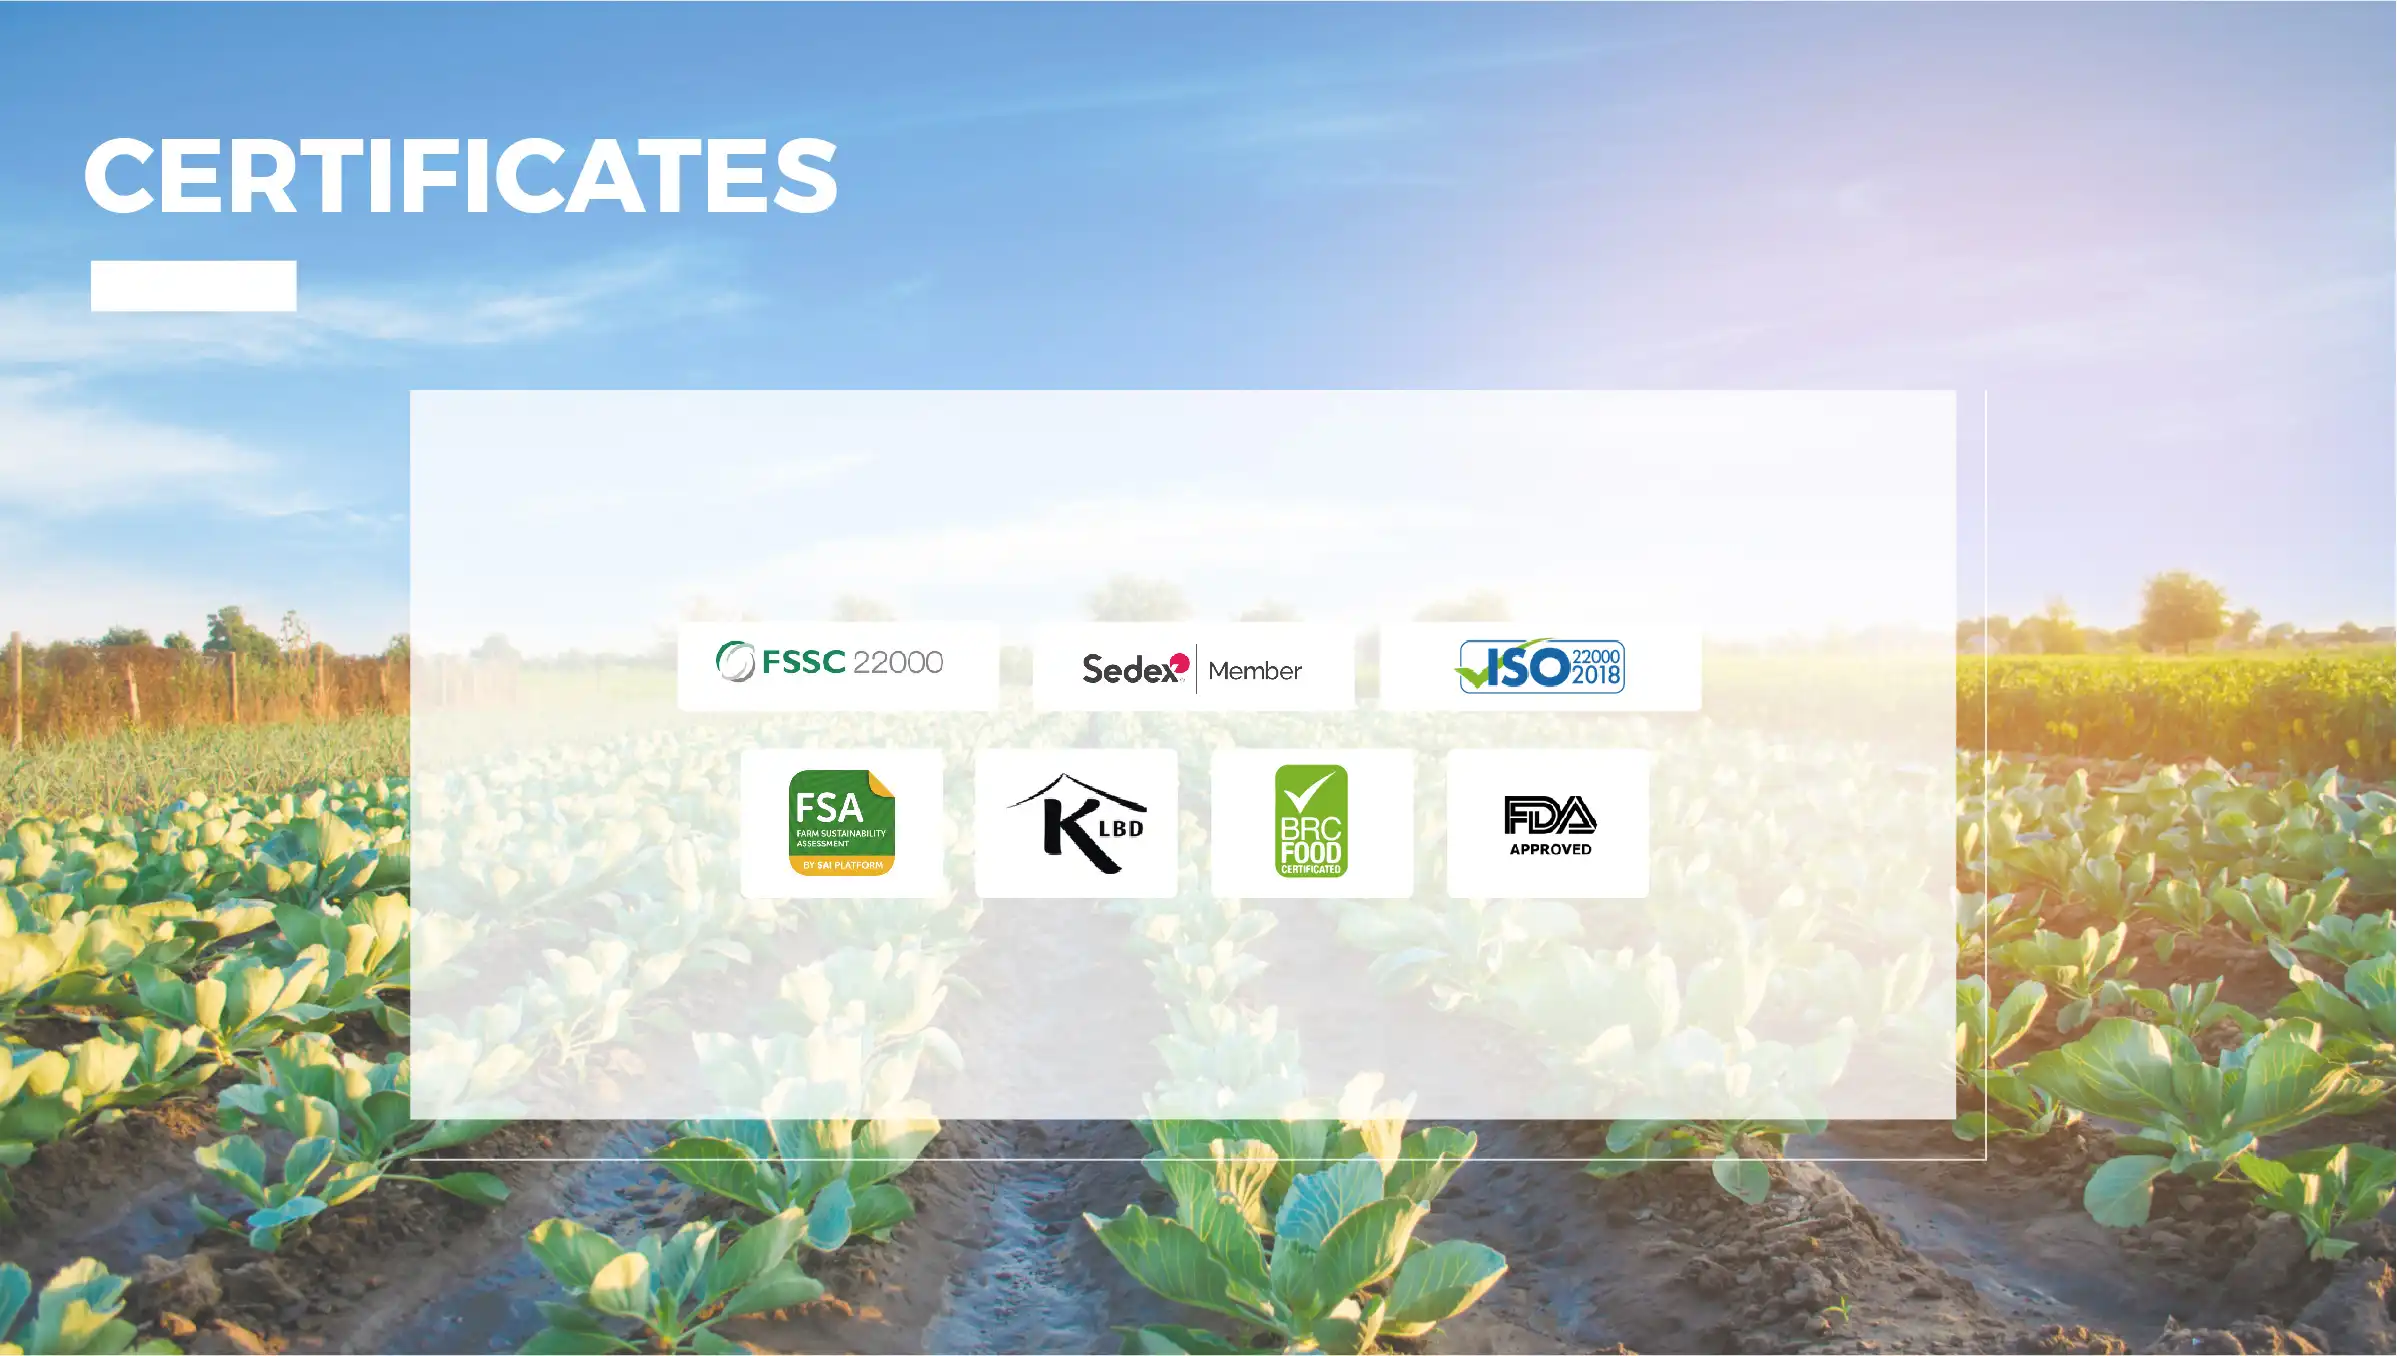 CERTIFICATES
FSSC 22000
Sedex Member
ISO 22000 2018
FSA
FARM SUSTAINABILITY
ASSESSMENT
BY SAI PLATFORM
K LBD
BRC
FOOD
CERTIFICATED
FDA
APPROVED